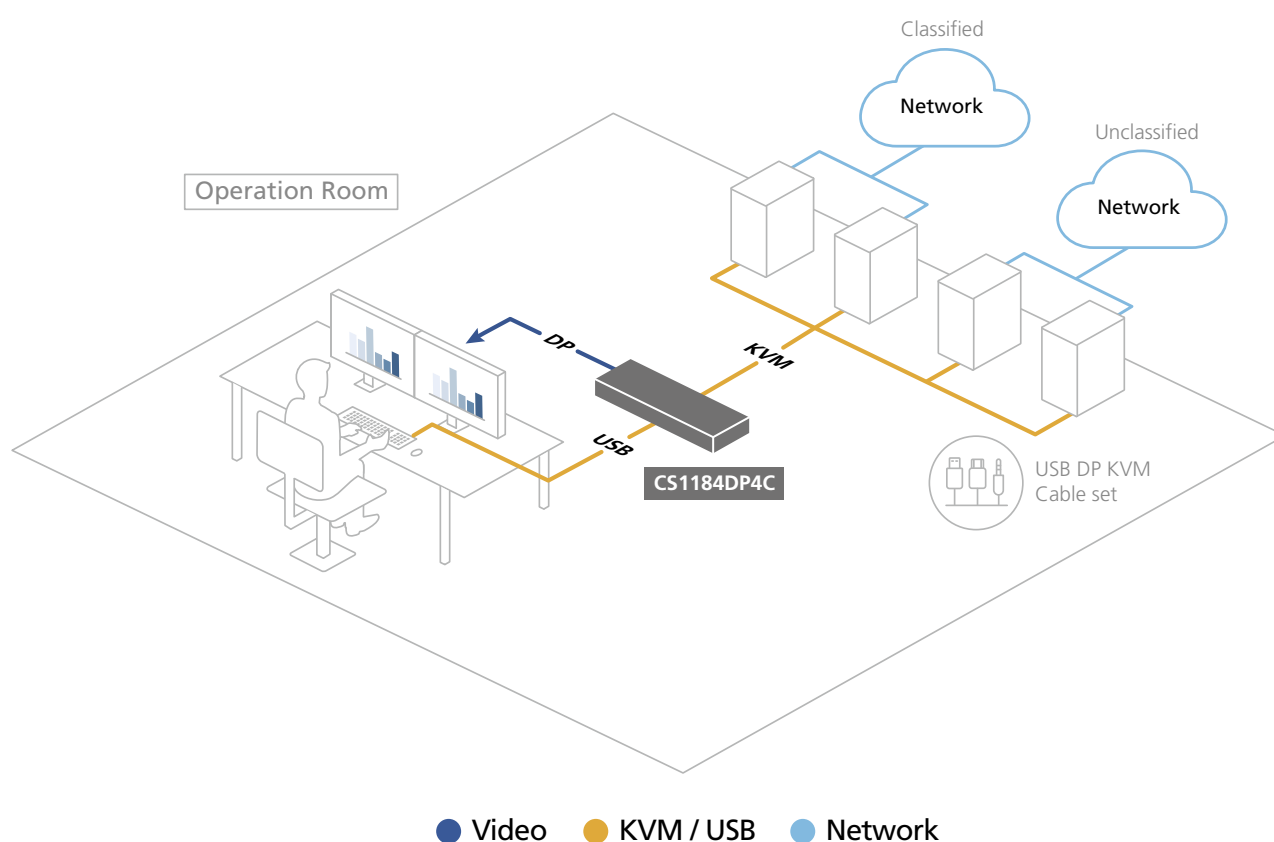 Classified
Network
Unclassified
Network
Operation Room
DP
KVM
USB
CS1184DP4C
USB DP KVM
Cable set
Video
KVM / USB
Network